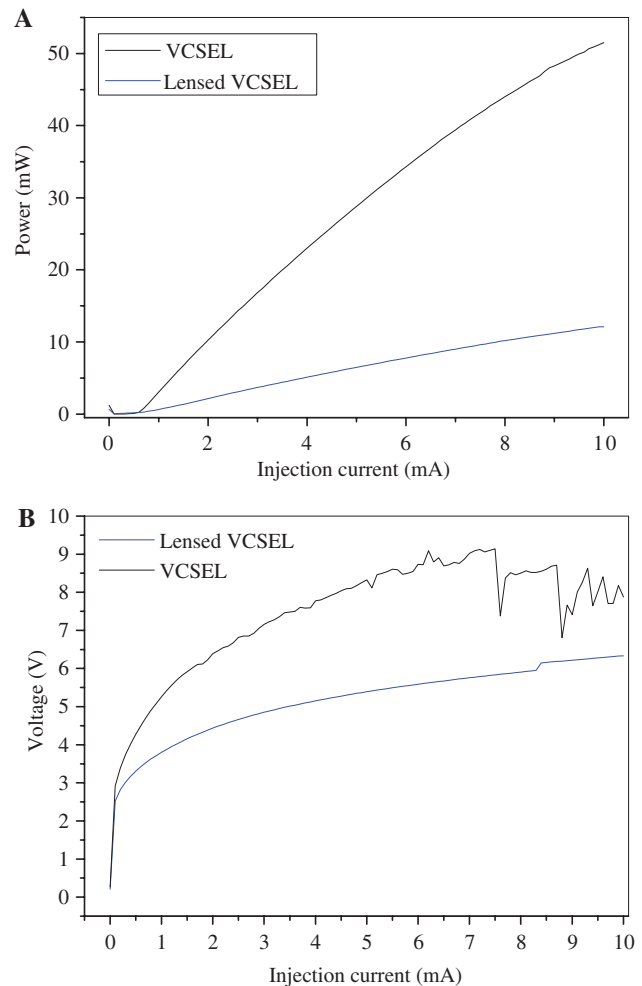 A
VCSEL
Lensed VCSEL
50
40
30
20
10
0
Power (mW)
0 2 4 6 8 10
Injection current (mA)
B
Lensed VCSEL
VCSEL
10
9
8
7
6
5
4
3
2
1
0
Voltage (V)
0 1 2 3 4 5 6 7 8 9 10
Injection current (mA)